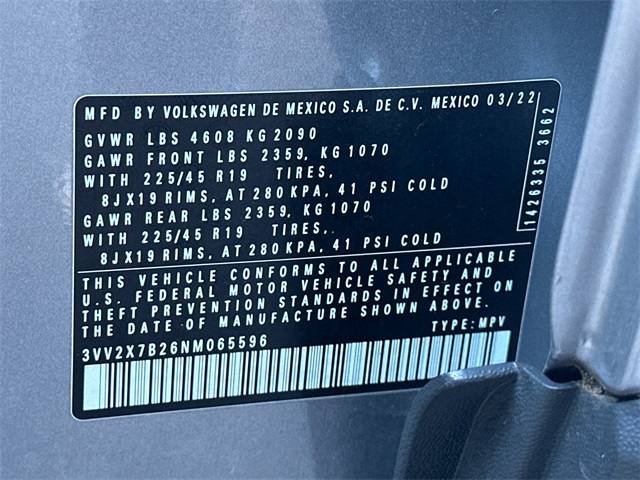 MFD BY VOLKSWAGEN DE MEXICO S.A. DE C.V. MEXICO 03/22
GVWR LBS 4608 KG 2090
GAWR FRONT LBS 2359, KG 1070
WITH 225/45 R19 TIRES,
8JX19 RIMS, AT 280 KPA, 41 PSI COLD
GAWR REAR LBS 2359, KG 1070
WITH 225/45 R19 TIRES,
8JX19 RIMS, AT 280 KPA, 41 PSI COLD
1426335 3662
THIS VEHICLE CONFORMS TO ALL APPLICABLE
U.S. FEDERAL MOTOR VEHICLE SAFETY AND
THEFT PREVENTION STANDARDS IN EFFECT ON
THE DATE OF MANUFACTURE SHOWN ABOVE.
3VV2X7B26NM065596 TYPE: MPV